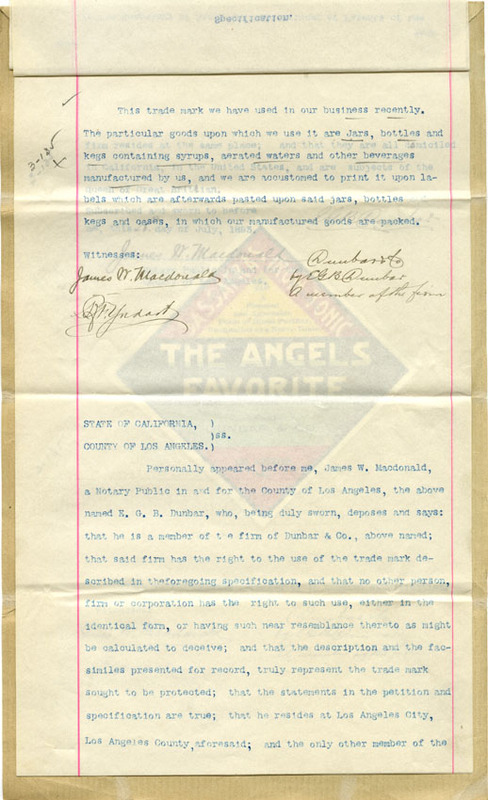 Specification.
This trade mark we have used in our business recently.
The particular goods upon which we use it are Jars, bottles and
kegs containing syrups, aerated waters and other beverages
manufactured by us, and we are accustomed to print it upon la-
bels which are afterwards pasted upon said jars, bottles
kegs and cases, in which our manufactured goods are packed.
3-125
Witnesses:
James W. Macdonald
Dunbar & Co
by E.G.B. Dunbar
A member of the firm
TONIC
THE ANGELS
FAVORITE
STATE OF CALIFORNIA, )
)ss.
COUNTY OF LOS ANGELES.)
Personally appeared before me, James W. Macdonald,
a Notary Public in and for the County of Los Angeles, the above
named E. G. B. Dunbar, who, being duly sworn, deposes and says:
that he is a member of the firm of Dunbar & Co., above named;
that said firm has the right to the use of the trade mark de-
scribed in theforegoing specification, and that no other person,
firm or corporation has the right to such use, either in the
identical form, or having such near resemblance thereto as might
be calculated to deceive; and that the description and the fac-
similes presented for record, truly represent the trade mark
sought to be protected; that the statements in the petition and
specification are true; that he resides at Los Angeles City,
Los Angeles County, aforesaid; and the only other member of the